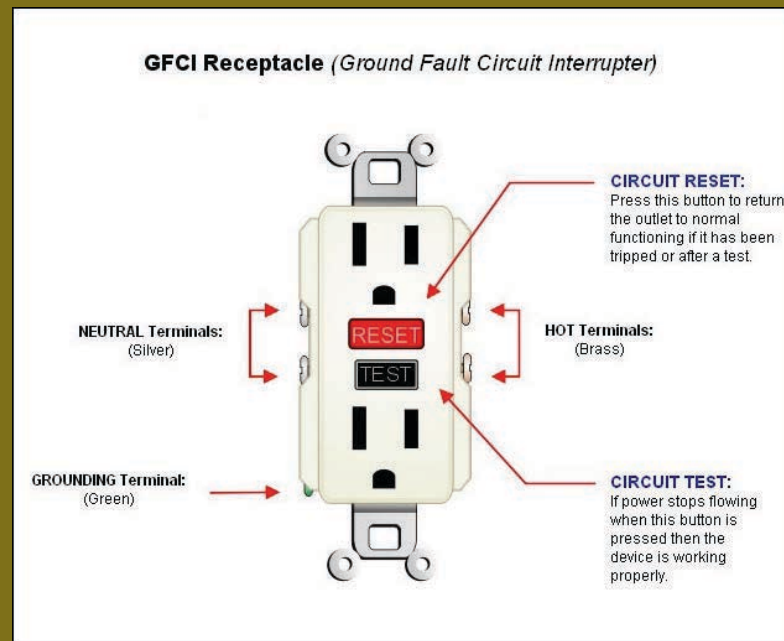 GFCI Receptacle (Ground Fault Circuit Interrupter)
CIRCUIT RESET:
Press this button to return
the outlet to normal
functioning if it has been
tripped or after a test.
NEUTRAL Terminals:
(Silver)
RESET
TEST
HOT Terminals:
(Brass)
GROUNDING Terminal:
(Green)
CIRCUIT TEST:
If power stops flowing
when this button is
pressed then the
device is working
properly.